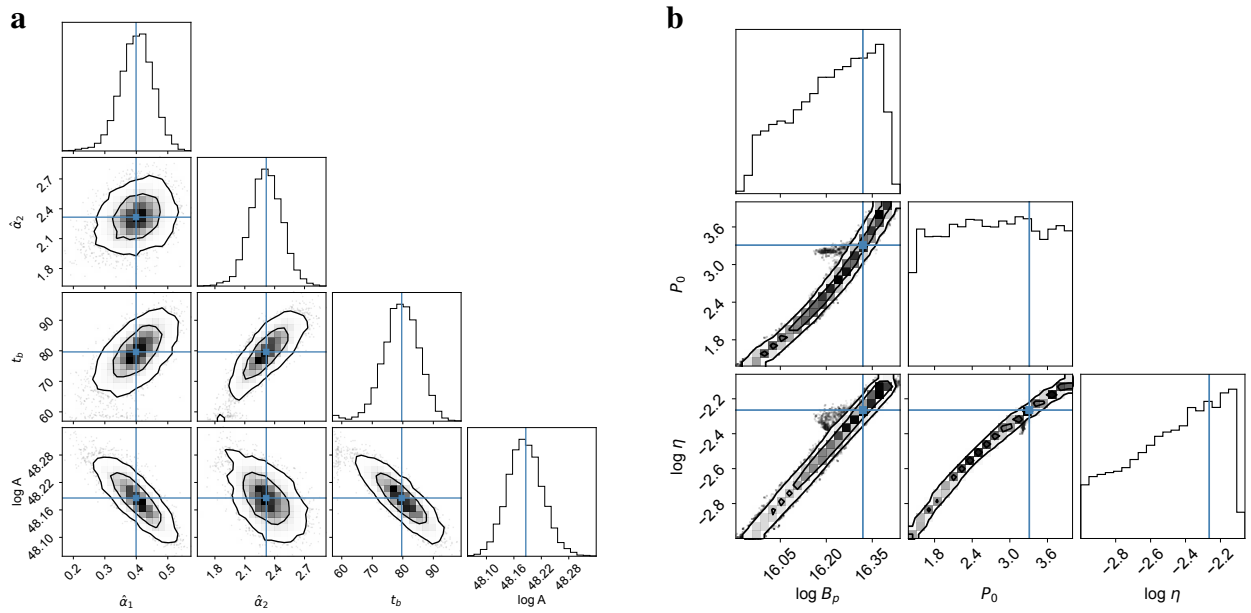 a
b
2.7
2.4
2.1
1.8
α̂₂
90
80
70
60
t_b
48.28
48.22
48.16
48.10
log A
0.2 0.3 0.4 0.5
α̂₁
1.8 2.1 2.4 2.7
α̂₂
60 70 80 90
t_b
48.10 48.16 48.22 48.28
log A
3.6
3.0
2.4
1.8
P₀
−2.2
−2.4
−2.6
−2.8
log η
16.05 16.20 16.35
log Bₚ
1.8 2.4 3.0 3.6
P₀
−2.8 −2.6 −2.4 −2.2
log η